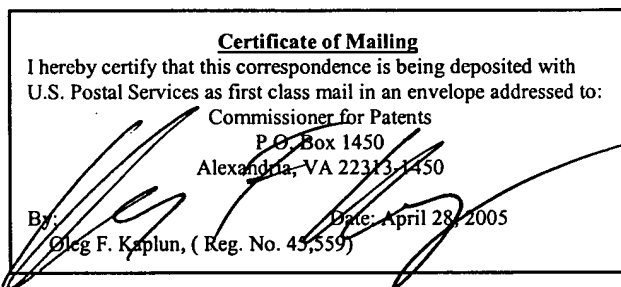 Certificate of Mailing
I hereby certify that this correspondence is being deposited with
U.S. Postal Services as first class mail in an envelope addressed to:
Commissioner for Patents
P.O. Box 1450
Alexandria, VA 22313-1450
By: Date: April 28, 2005
Oleg F. Kaplun, ( Reg. No. 45,559)